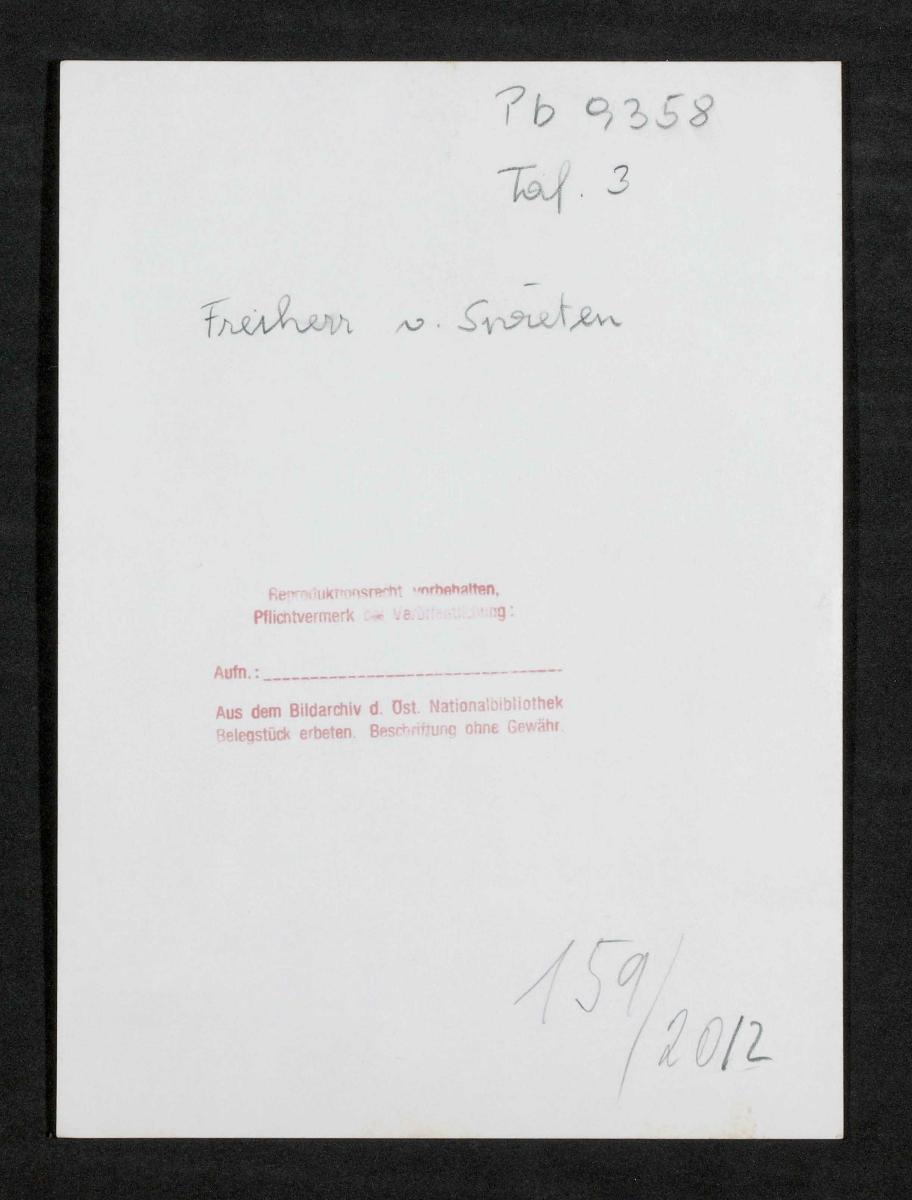 Pb 9358
Taf. 3
Freiherr v. Swieten
Reproduktionsrecht vorbehalten,
Pflichtvermerk bei Veröffentlichung:
Aufn.:
Aus dem Bildarchiv d. Öst. Nationalbibliothek
Belegstück erbeten. Beschriftung ohne Gewähr.
159/2012